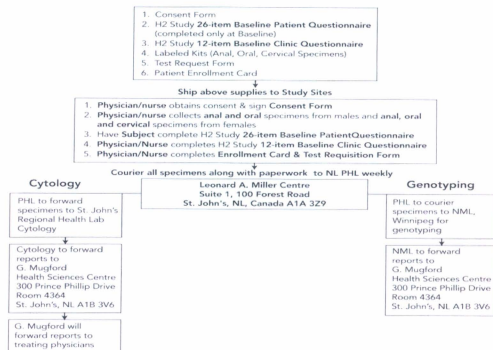 1. Consent Form
2. H2 Study 26-item Baseline Patient Questionnaire
(completed only at Baseline)
3. H2 Study 12-item Baseline Clinic Questionnaire
4. Labeled Kits (Anal, Oral, Cervical Specimens)
5. Test Request Form
6. Patient Enrollment Card
Ship above supplies to Study Sites
1. Physician/nurse obtains consent & sign Consent Form
2. Physician/nurse collects anal and oral specimens from males and anal, oral
and cervical specimens from females
3. Have Subject complete H2 Study 26-item Baseline PatientQuestionnaire
4. Physician/Nurse completes H2 Study 12-item Baseline Clinic Questionnaire
5. Physician/Nurse completes Enrollment Card & Test Requisition Form
Courier all specimens along with paperwork to NL PHL weekly
Leonard A. Miller Centre
Suite 1, 100 Forest Road
St. John's, NL, Canada A1A 3Z9
Cytology
PHL to forward
specimens to St. John's
Regional Health Lab
Cytology
Cytology to forward
reports to
G. Mugford
Health Sciences Centre
300 Prince Phillip Drive
Room 4364
St. John's, NL A1B 3V6
G. Mugford will
forward reports to
treating physicians
Genotyping
PHL to courier
specimens to NML,
Winnipeg for
genotyping
NML to forward
reports to
G. Mugford
Health Sciences Centre
300 Prince Phillip Drive
Room 4364
St. John's, NL A1B 3V6